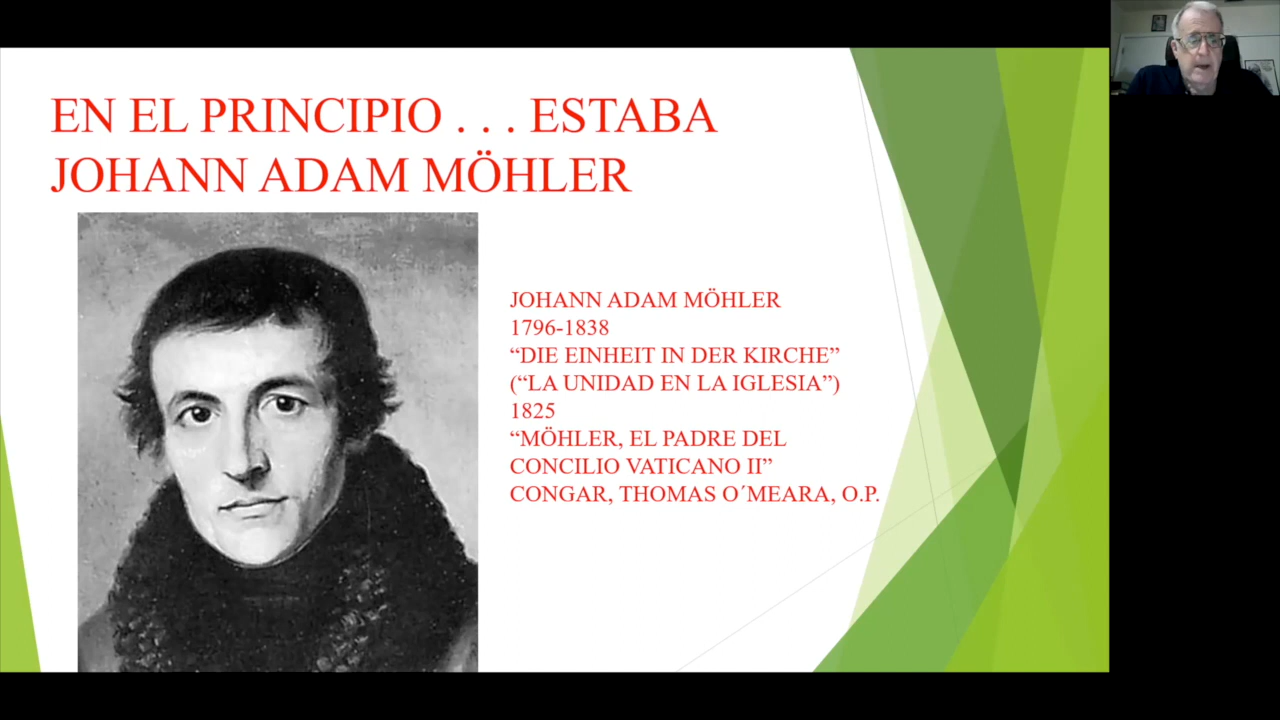 EN EL PRINCIPIO . . . ESTABA
JOHANN ADAM MÖHLER
JOHANN ADAM MÖHLER
1796-1838
“DIE EINHEIT IN DER KIRCHE”
(“LA UNIDAD EN LA IGLESIA”)
1825
“MÖHLER, EL PADRE DEL
CONCILIO VATICANO II”
CONGAR, THOMAS O´MEARA, O.P.